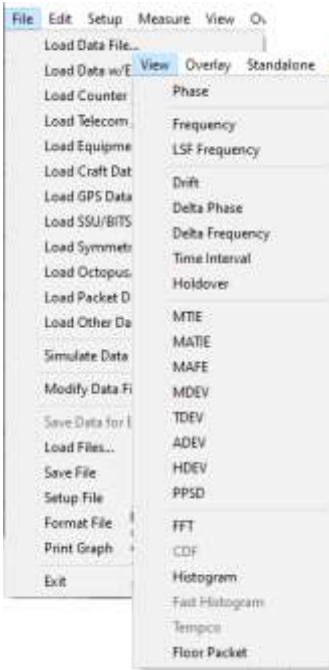 File Edit Setup Measure View
Load Data File...
Load Data w/E
Load Counter
Load Telecom
Load Equipme
Load Craft Dat
Load GPS Data
Load SSU/BITS
Load Symmetr
Load Octopus
Load Packet D
Load Other Da
Simulate Data
Modify Data Fi
Save Data for
Load Files...
Save File
Setup File
Format File
Print Graph
Exit
View Overlay Standalone
Phase
Frequency
LSF Frequency
Drift
Delta Phase
Delta Frequency
Time Interval
Holdover
MTIE
MATIE
MAFE
MDEV
TDEV
ADEV
HDEV
PPSD
FFT
CDF
Histogram
Fast Histogram
Tempco
Floor Packet